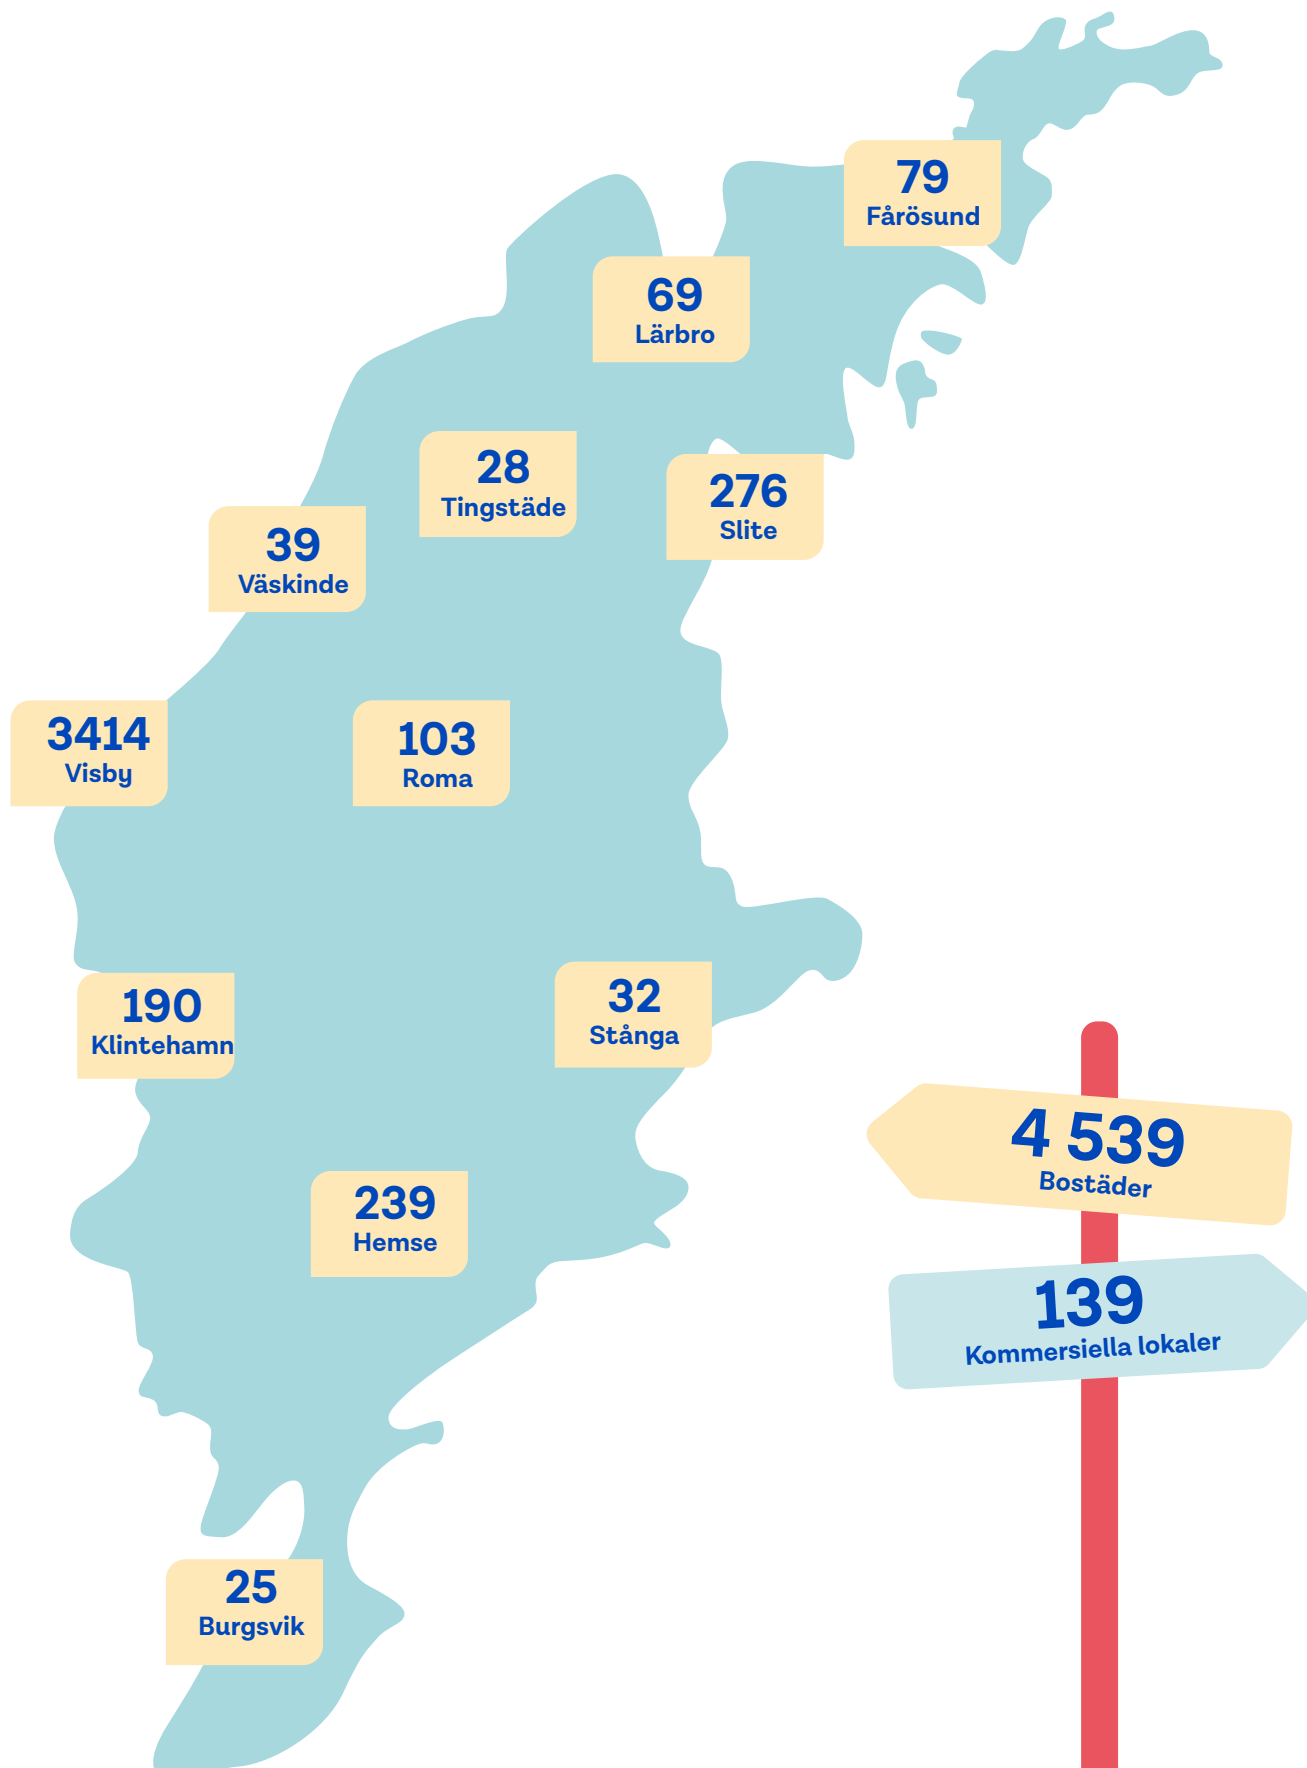 79
Fårösund
69
Lärbro
28
Tingstäde
276
Slite
39
Väskinde
3414
Visby
103
Roma
190
Klintehamn
32
Stånga
4 539
Bostäder
239
Hemse
139
Kommersiella lokaler
25
Burgsvik